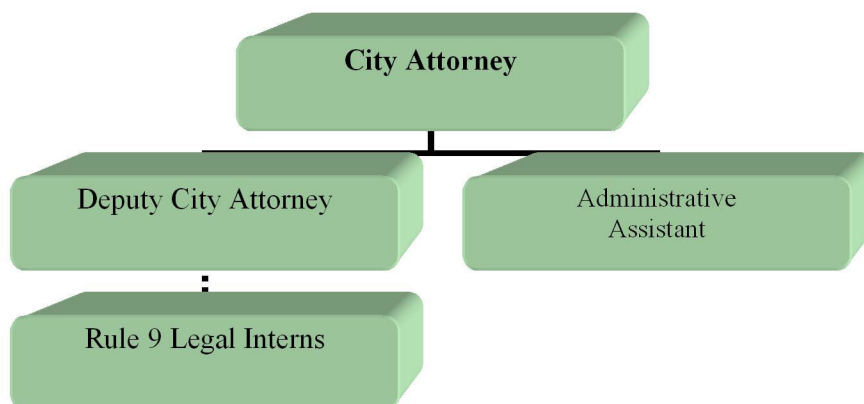 City Attorney
Deputy City Attorney
Administrative
Assistant
Rule 9 Legal Interns